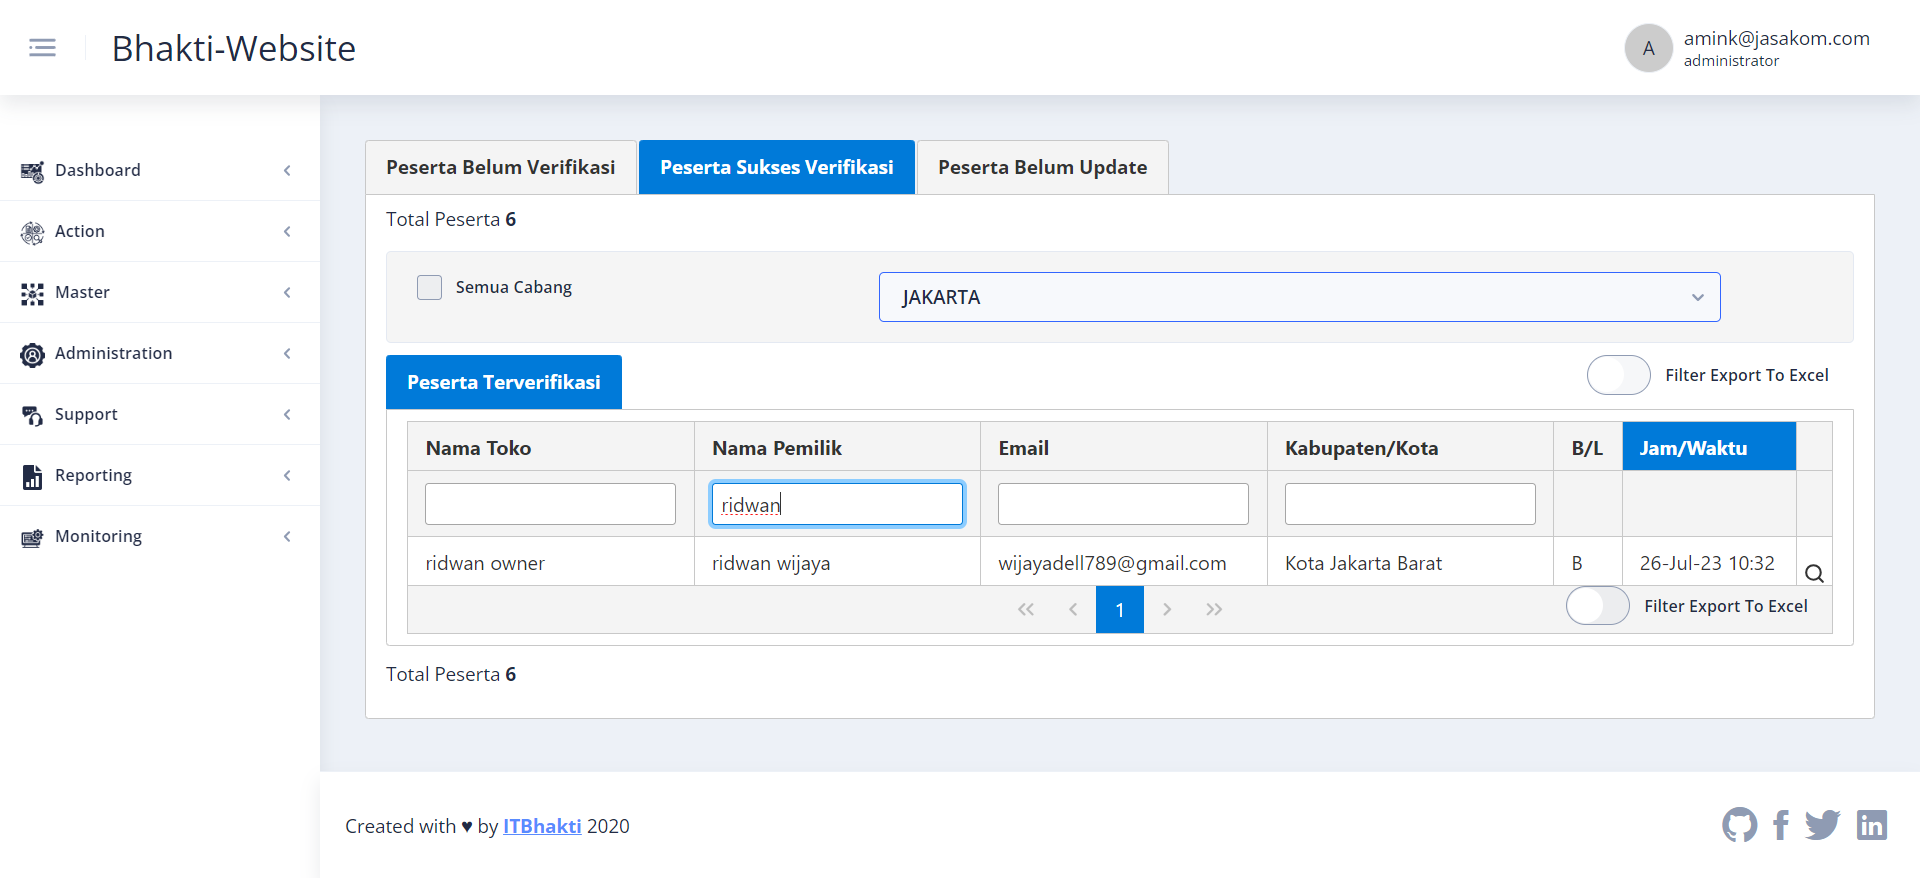 Bhakti-Website
A
amink@jasakom.com
administrator
Dashboard
Action
Master
Administration
Support
Reporting
Monitoring
Peserta Belum Verifikasi
Peserta Sukses Verifikasi
Peserta Belum Update
Total Peserta 6
Semua Cabang
JAKARTA
Peserta Terverifikasi
Filter Export To Excel
Nama Toko
Nama Pemilik
Email
Kabupaten/Kota
B/L
Jam/Waktu
ridwan
ridwan owner
ridwan wijaya
wijayadell789@gmail.com
Kota Jakarta Barat
B
26-Jul-23 10:32
1
Filter Export To Excel
Total Peserta 6
Created with ♥ by ITBhakti 2020